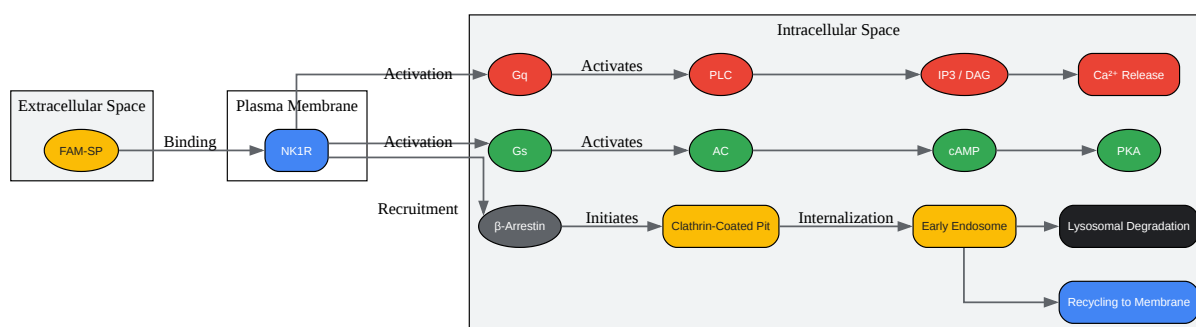 Intracellular Space
Activation
Gq
Activates
PLC
IP3 / DAG
Ca²⁺ Release
Extracellular Space
Plasma Membrane
FAM-SP
Binding
NK1R
Activation
Gs
Activates
AC
cAMP
PKA
Recruitment
β-Arrestin
Initiates
Clathrin-Coated Pit
Internalization
Early Endosome
Lysosomal Degradation
Recycling to Membrane